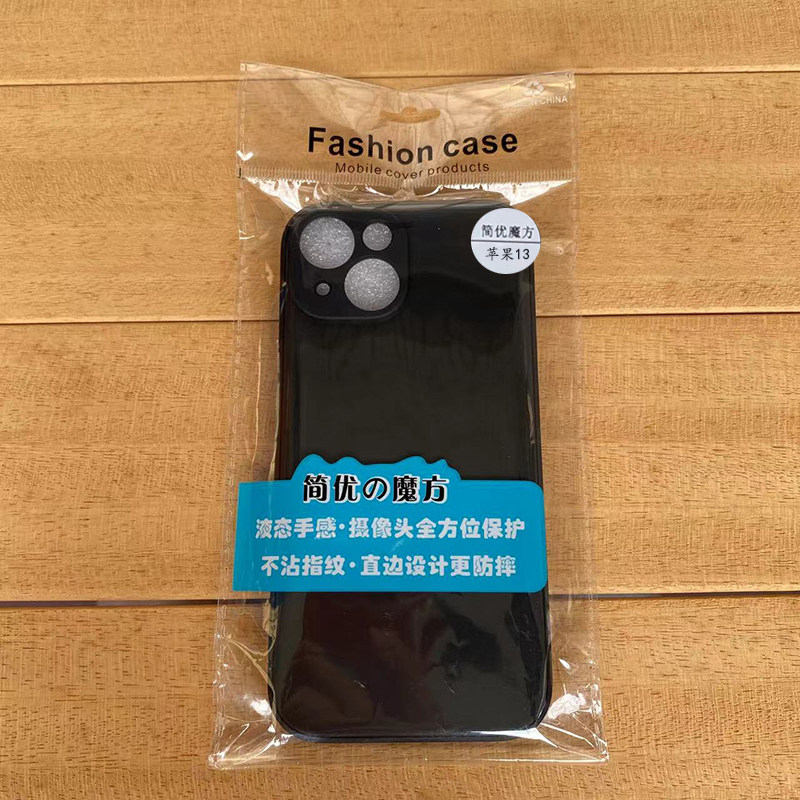 CHINA
Fashion case
Mobile cover products
简优魔方
苹果13
简优の魔方
液态手感·摄像头全方位保护
不沾指纹·直边设计更防摔